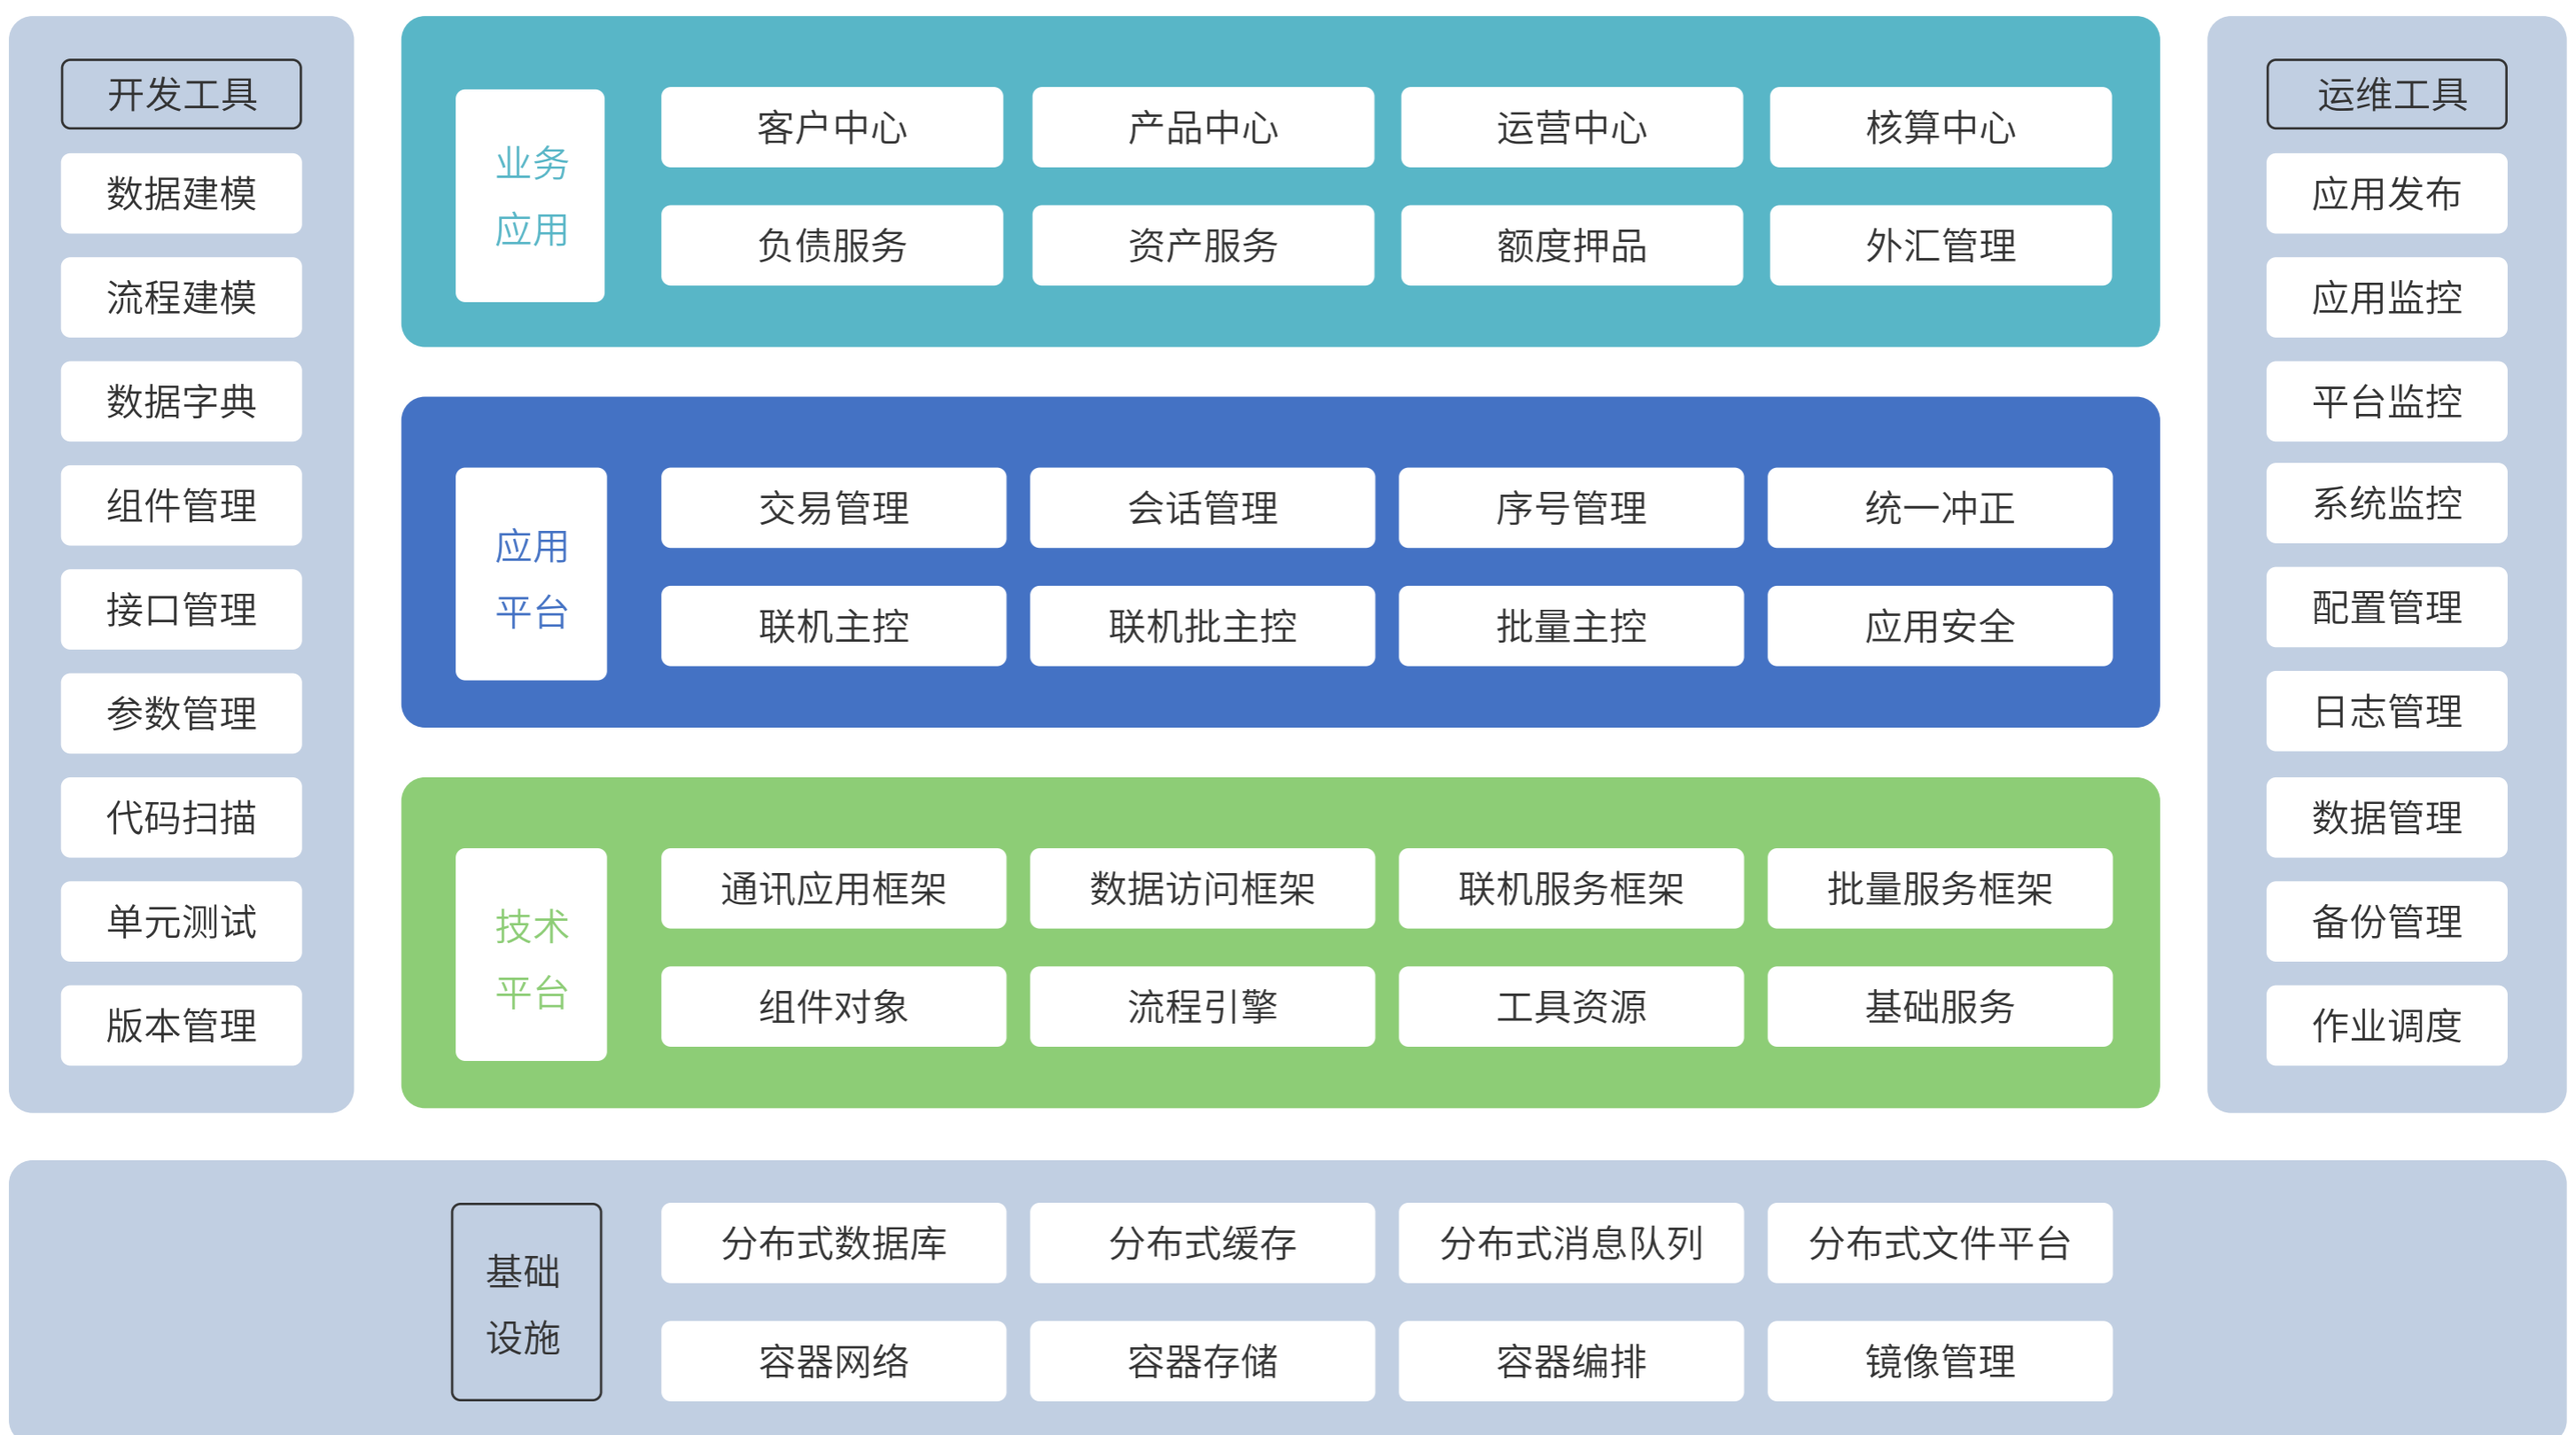 开发工具
数据建模
流程建模
数据字典
组件管理
接口管理
参数管理
代码扫描
单元测试
版本管理
业务
应用
客户中心
产品中心
运营中心
核算中心
负债服务
资产服务
额度押品
外汇管理
应用
平台
交易管理
会话管理
序号管理
统一冲正
联机主控
联机批主控
批量主控
应用安全
技术
平台
通讯应用框架
数据访问框架
联机服务框架
批量服务框架
组件对象
流程引擎
工具资源
基础服务
运维工具
应用发布
应用监控
平台监控
系统监控
配置管理
日志管理
数据管理
备份管理
作业调度
基础
设施
分布式数据库
分布式缓存
分布式消息队列
分布式文件平台
容器网络
容器存储
容器编排
镜像管理